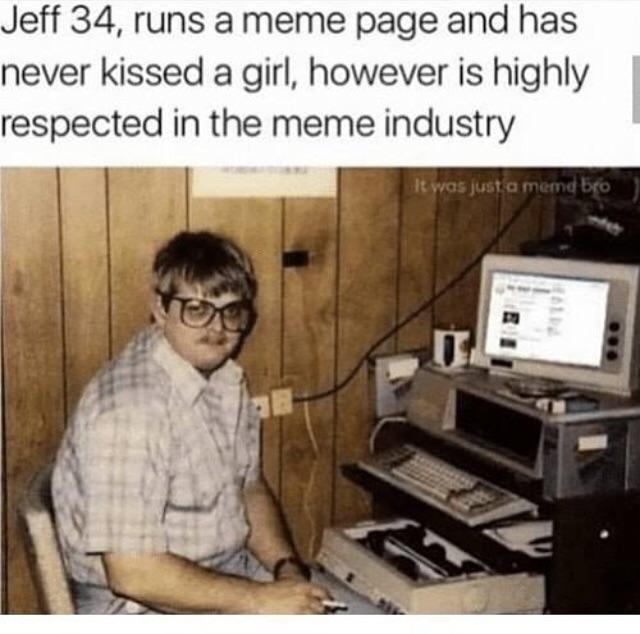 Jeff 34, runs a meme page and has
never kissed a girl, however is highly
respected in the meme industry
It was just a meme bro